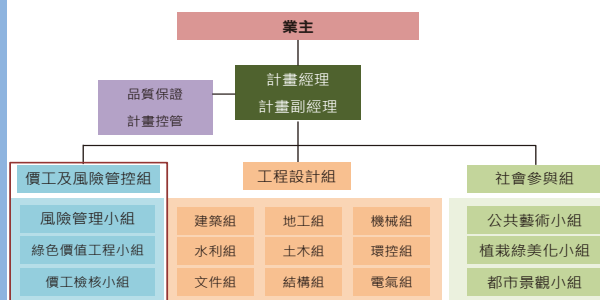 業主
計畫經理
計畫副經理
品質保證
計畫控管
價工及風險管控組
工程設計組
社會參與組
風險管理小組
綠色價值工程小組
價工檢核小組
建築組 地工組 機械組
水利組 土木組 環控組
文件組 結構組 電氣組
公共藝術小組
植栽綠美化小組
都市景觀小組